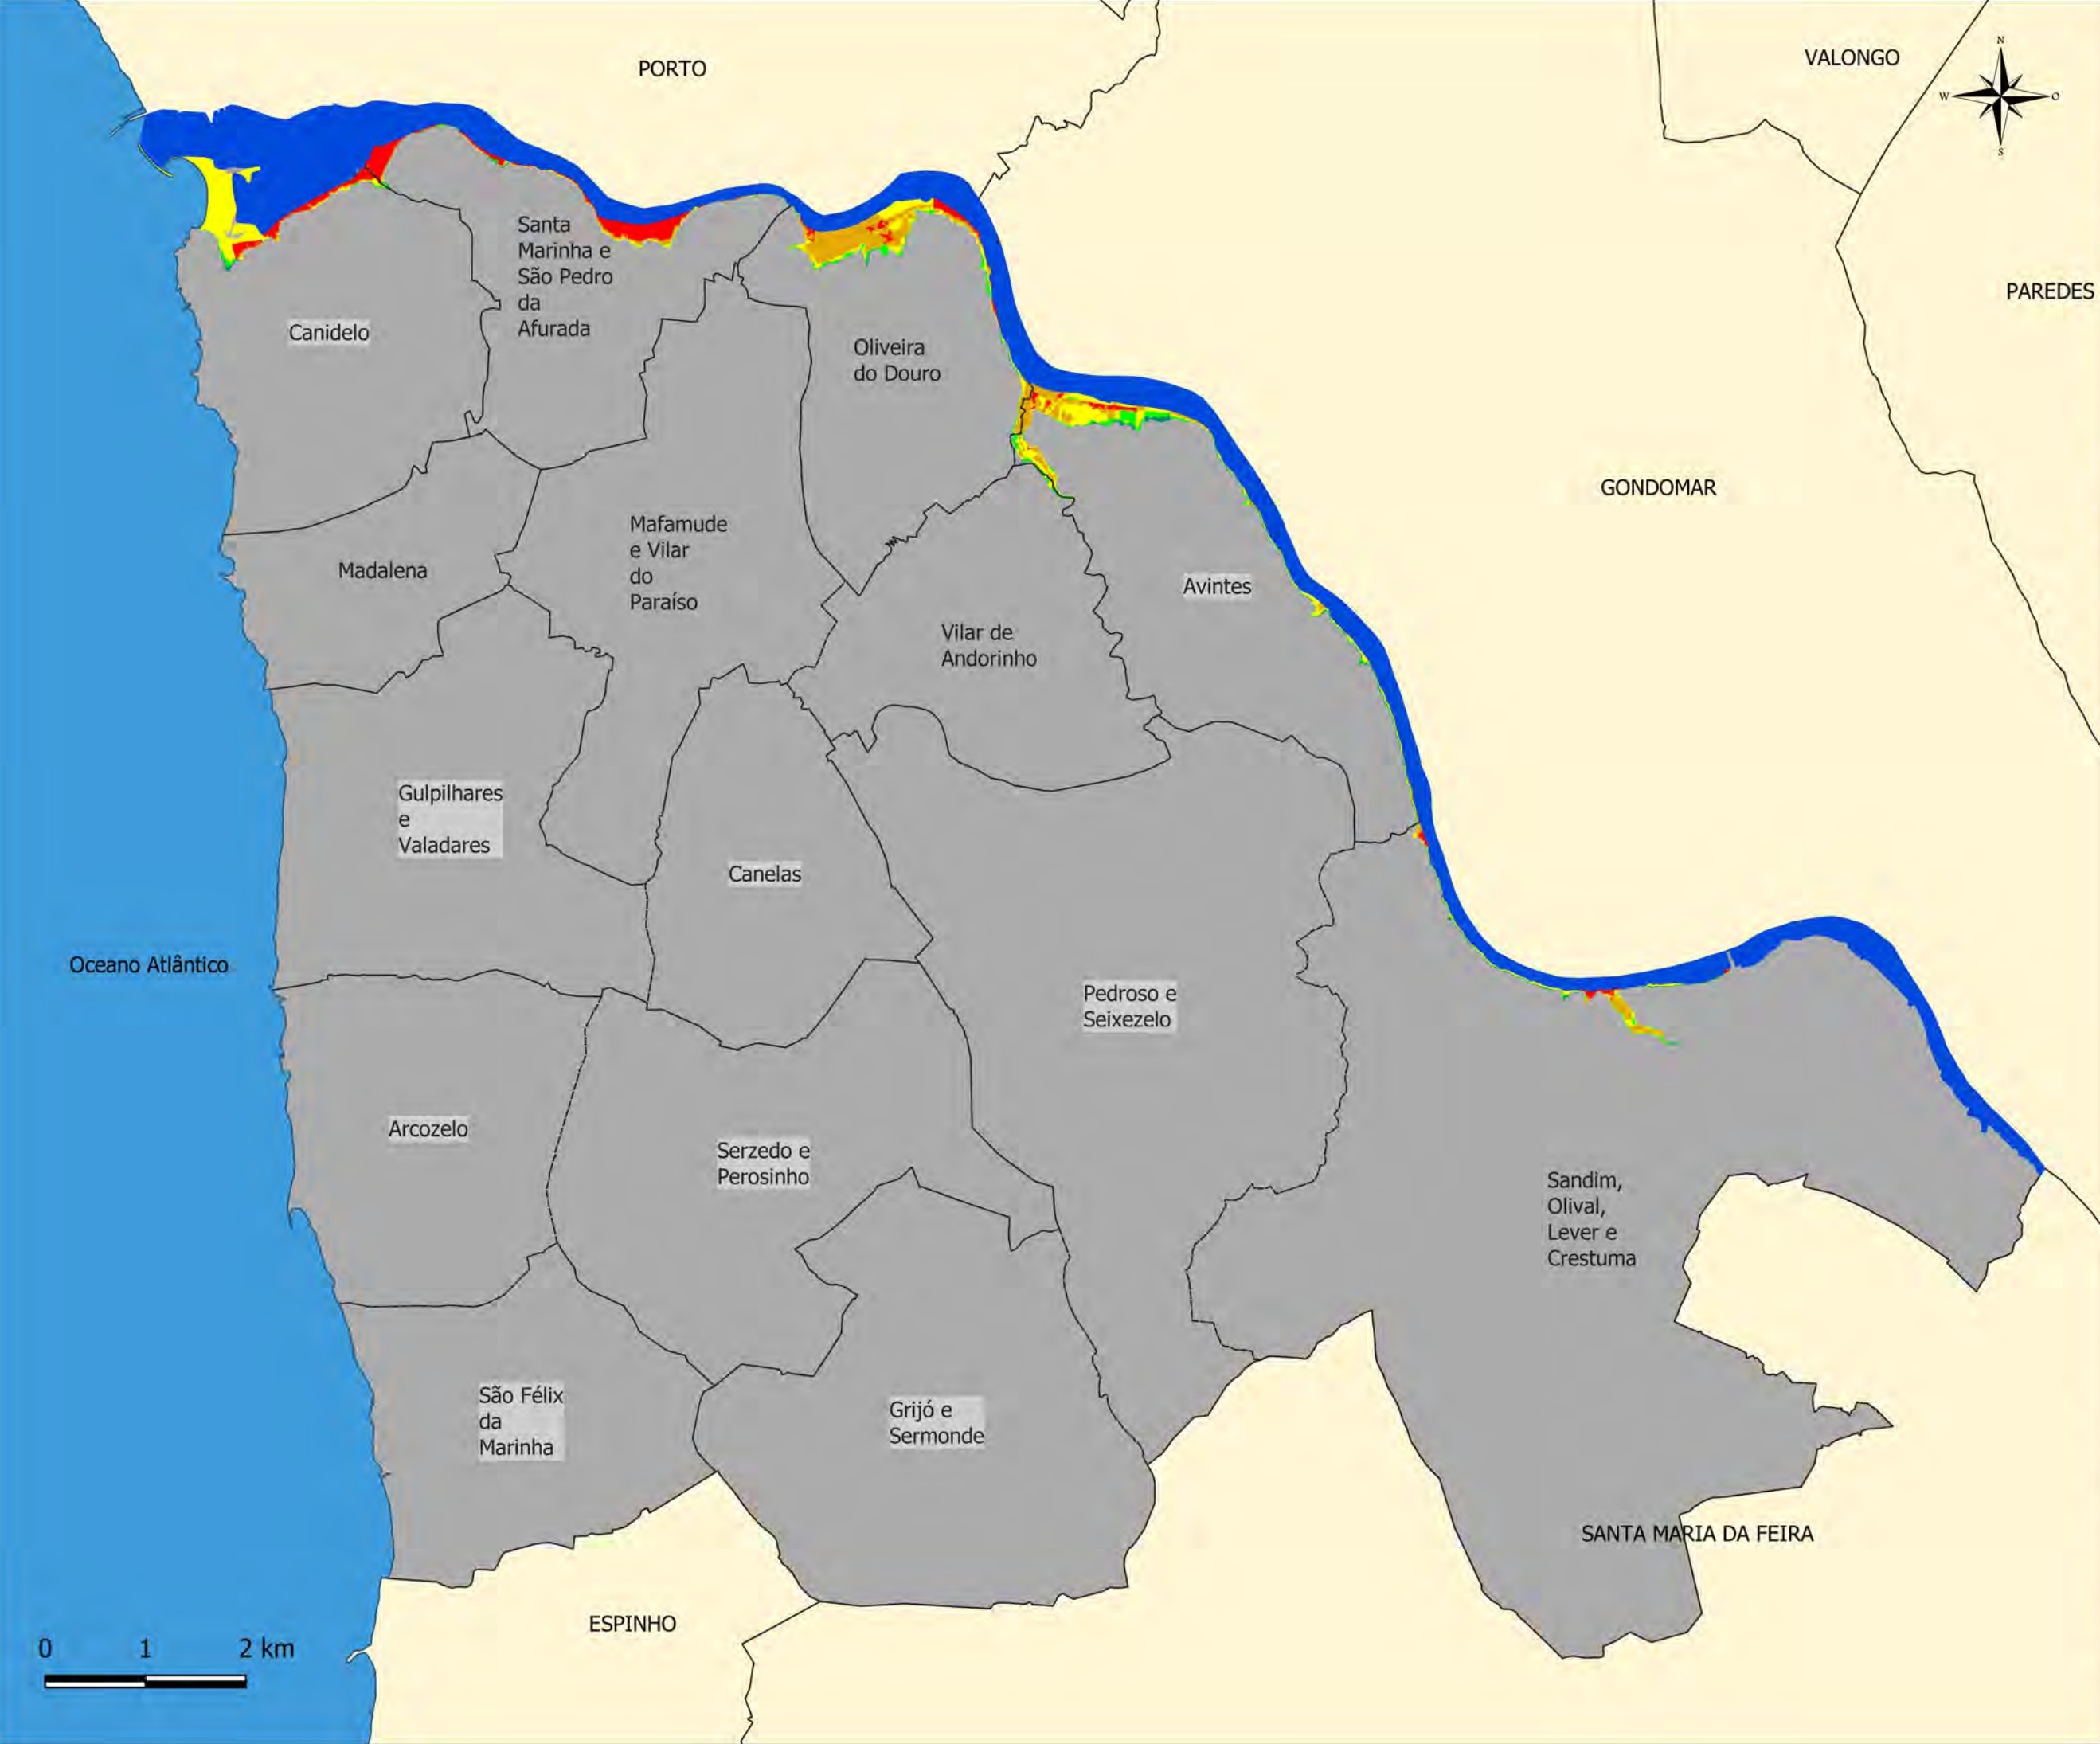 PORTO
VALONGO
N
W
O
S
PAREDES
Santa
Marinha e
São Pedro
da
Afurada
Canidelo
Oliveira
do Douro
GONDOMAR
Mafamude
e Vilar
do
Paraíso
Madalena
Avintes
Vilar de
Andorinho
Gulpilhares
e
Valadares
Canelas
Oceano Atlântico
Pedroso e
Seixezelo
Arcozelo
Serzedo e
Perosinho
Sandim,
Olival,
Lever e
Crestuma
São Félix
da
Marinha
Grijó e
Sermonde
SANTA MARIA DA FEIRA
ESPINHO
0 1 2 km